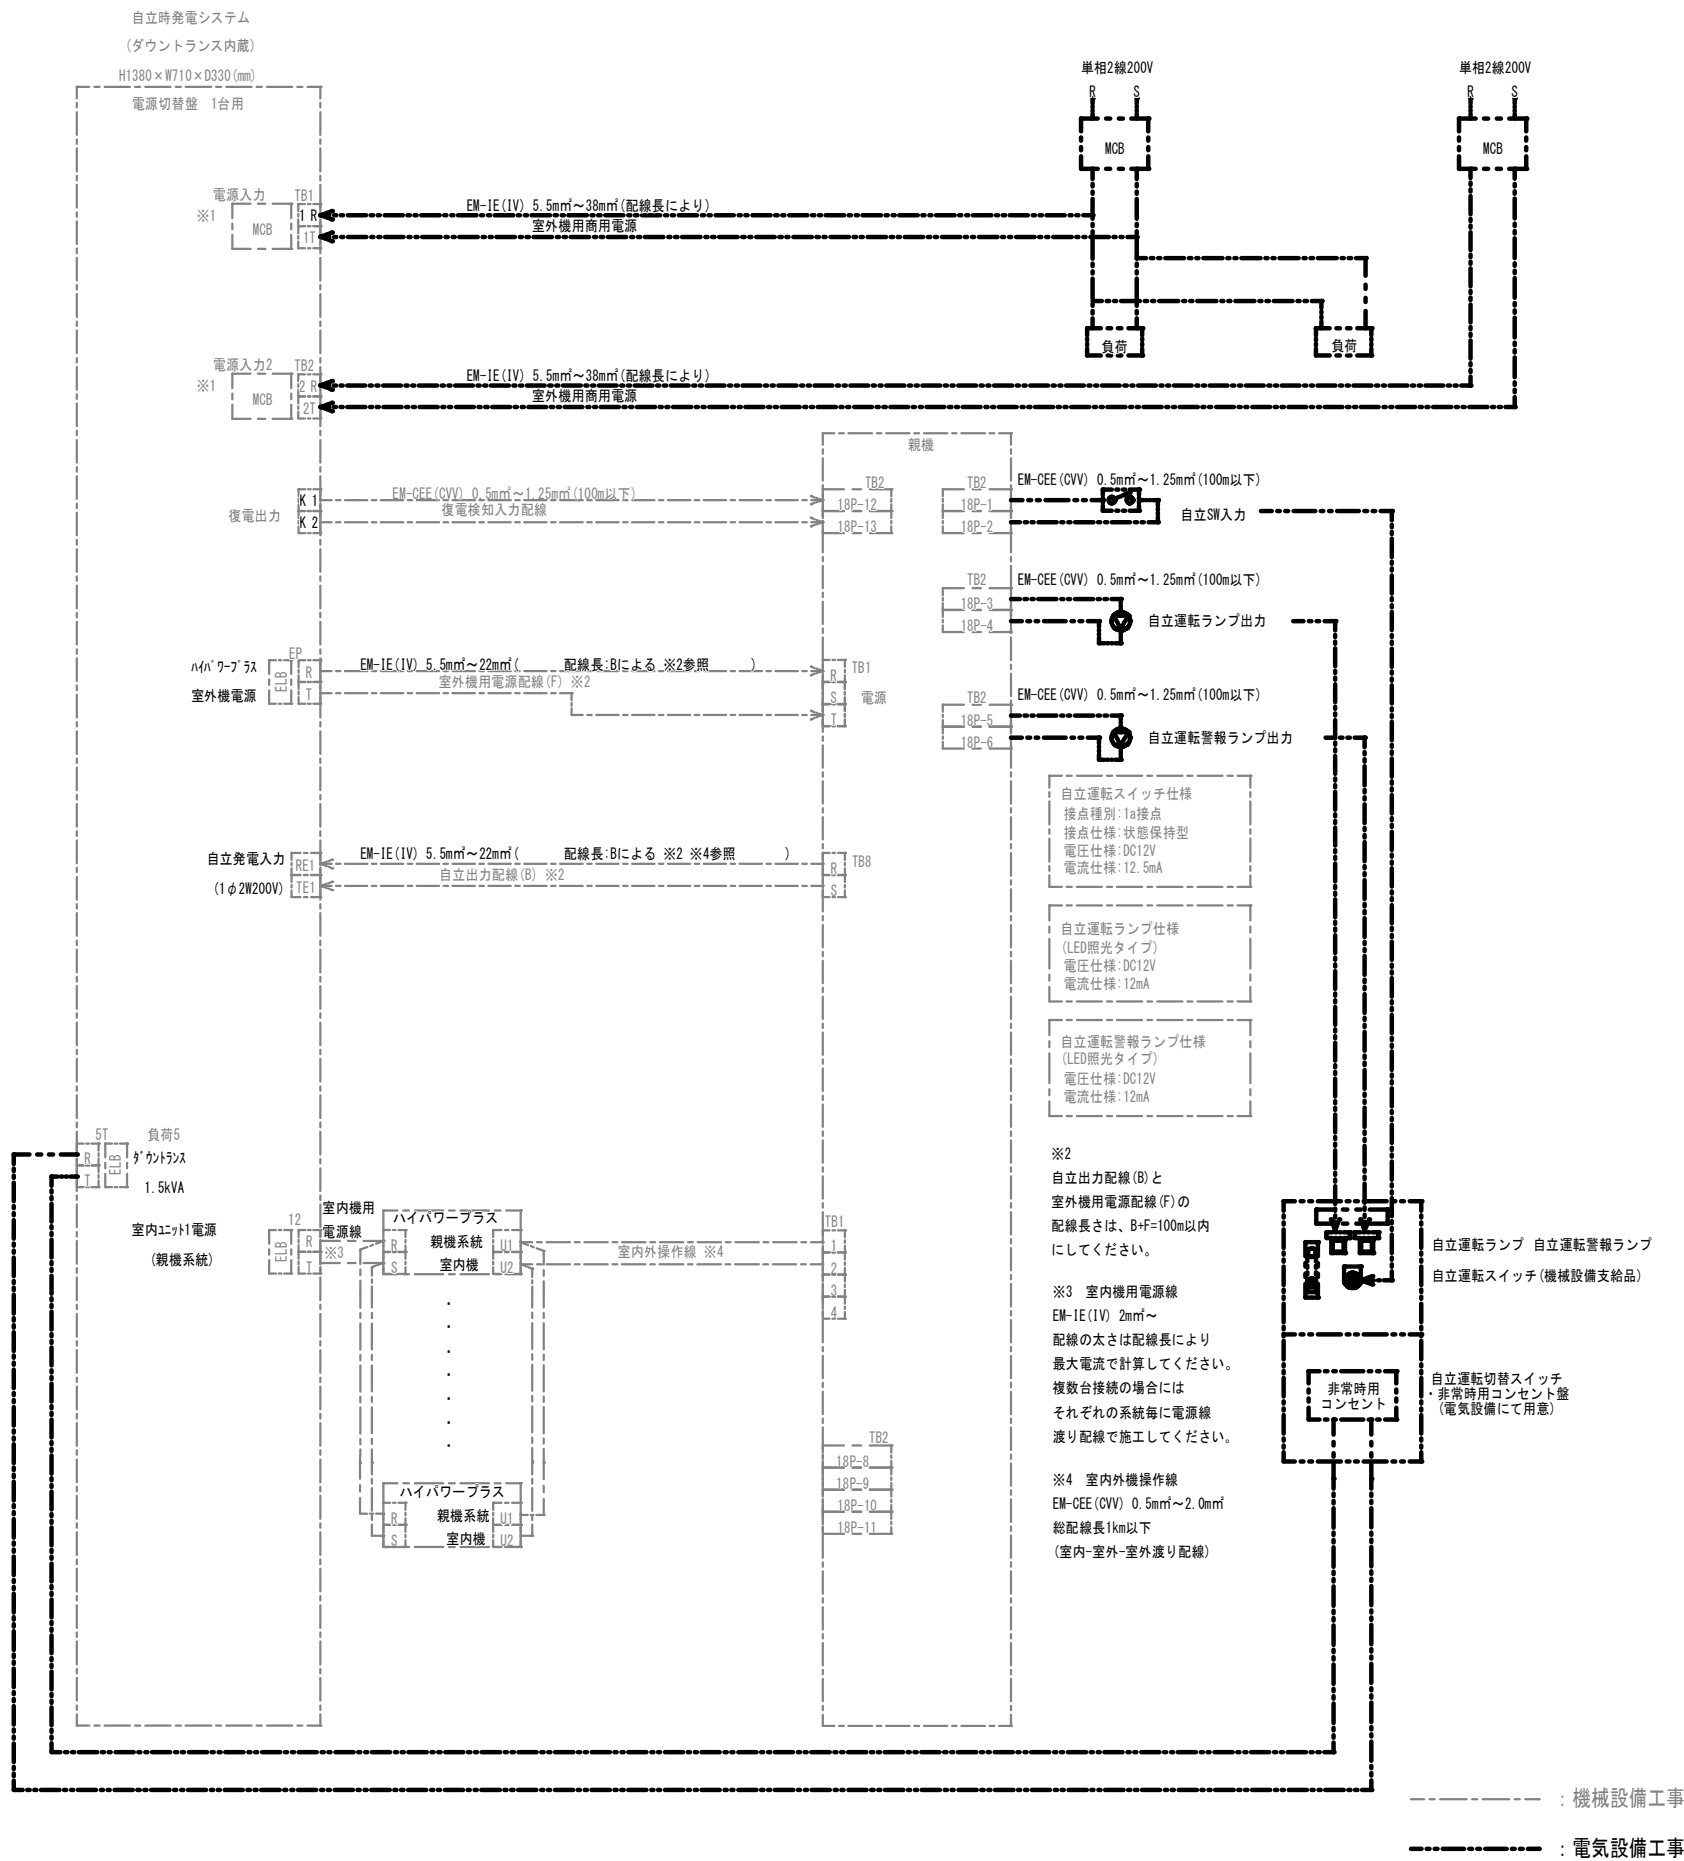 自立時発電システム
(ダウントランス内蔵)
H1380×W710×D330(mm)
電源切替盤 1台用
単相2線200V
R S
MCB
単相2線200V
R S
MCB
電源入力 TB1
※1 MCB
1 R
1T
EM-IE(IV) 5.5m㎡～38m㎡(配線長により)
室外機用商用電源
負荷
負荷
電源入力2 TB2
※1 MCB
2 R
2T
EM-IE(IV) 5.5m㎡～38m㎡(配線長により)
室外機用商用電源
親機
復電出力
K 1
K 2
EM-CEE(CVV) 0.5m㎡～1.25m㎡(100m以下)
復電検知入力配線
TB2
18P-12
18P-13
TB2
18P-1
18P-2
EM-CEE(CVV) 0.5m㎡～1.25m㎡(100m以下)
自立SW入力
TB2
18P-3
18P-4
EM-CEE(CVV) 0.5m㎡～1.25m㎡(100m以下)
自立運転ランプ出力
ﾊｲﾊﾟﾜｰﾌﾟﾗｽ
室外機電源
EP
ELB
R
T
EM-IE(IV) 5.5m㎡～22m㎡( 配線長:Bによる ※2参照 )
室外機用電源配線(F) ※2
TB1
R
S
T
電源
TB2
18P-5
18P-6
EM-CEE(CVV) 0.5m㎡～1.25m㎡(100m以下)
自立運転警報ランプ出力
自立運転スイッチ仕様
接点種別:1a接点
接点仕様:状態保持型
電圧仕様:DC12V
電流仕様:12.5mA
自立発電入力
(1φ2W200V)
RE1
TE1
EM-IE(IV) 5.5m㎡～22m㎡( 配線長:Bによる ※2 ※4参照 )
自立出力配線(B) ※2
TB8
R
S
自立運転ランプ仕様
(LED照光タイプ)
電圧仕様:DC12V
電流仕様:12mA
自立運転警報ランプ仕様
(LED照光タイプ)
電圧仕様:DC12V
電流仕様:12mA
5T 負荷5
R
T
ELB
ﾀﾞｳﾝﾄﾗﾝｽ
1.5kVA
室内ﾕﾆｯﾄ1電源
(親機系統)
12
ELB
R
T
室内機用
電源線
※3
ハイパワープラス
親機系統
室内機
R
S
U1
U2
室内外操作線 ※4
TB1
1
2
3
4
ハイパワープラス
親機系統
室内機
R
S
U1
U2
TB2
18P-8
18P-9
18P-10
18P-11
※2
自立出力配線(B)と
室外機用電源配線(F)の
配線長さは、B+F=100m以内
にしてください。
※3 室内機用電源線
EM-IE(IV) 2m㎡～
配線の太さは配線長により
最大電流で計算してください。
複数台接続の場合には
それぞれの系統毎に電源線
渡り配線で施工してください。
※4 室内外機操作線
EM-CEE(CVV) 0.5m㎡～2.0m㎡
総配線長1km以下
(室内-室外-室外渡り配線)
自立運転ランプ 自立運転警報ランプ
自立運転スイッチ(機械設備支給品)
非常時用
コンセント
自立運転切替スイッチ
・非常時用コンセント盤
(電気設備にて用意)
:機械設備工事
:電気設備工事